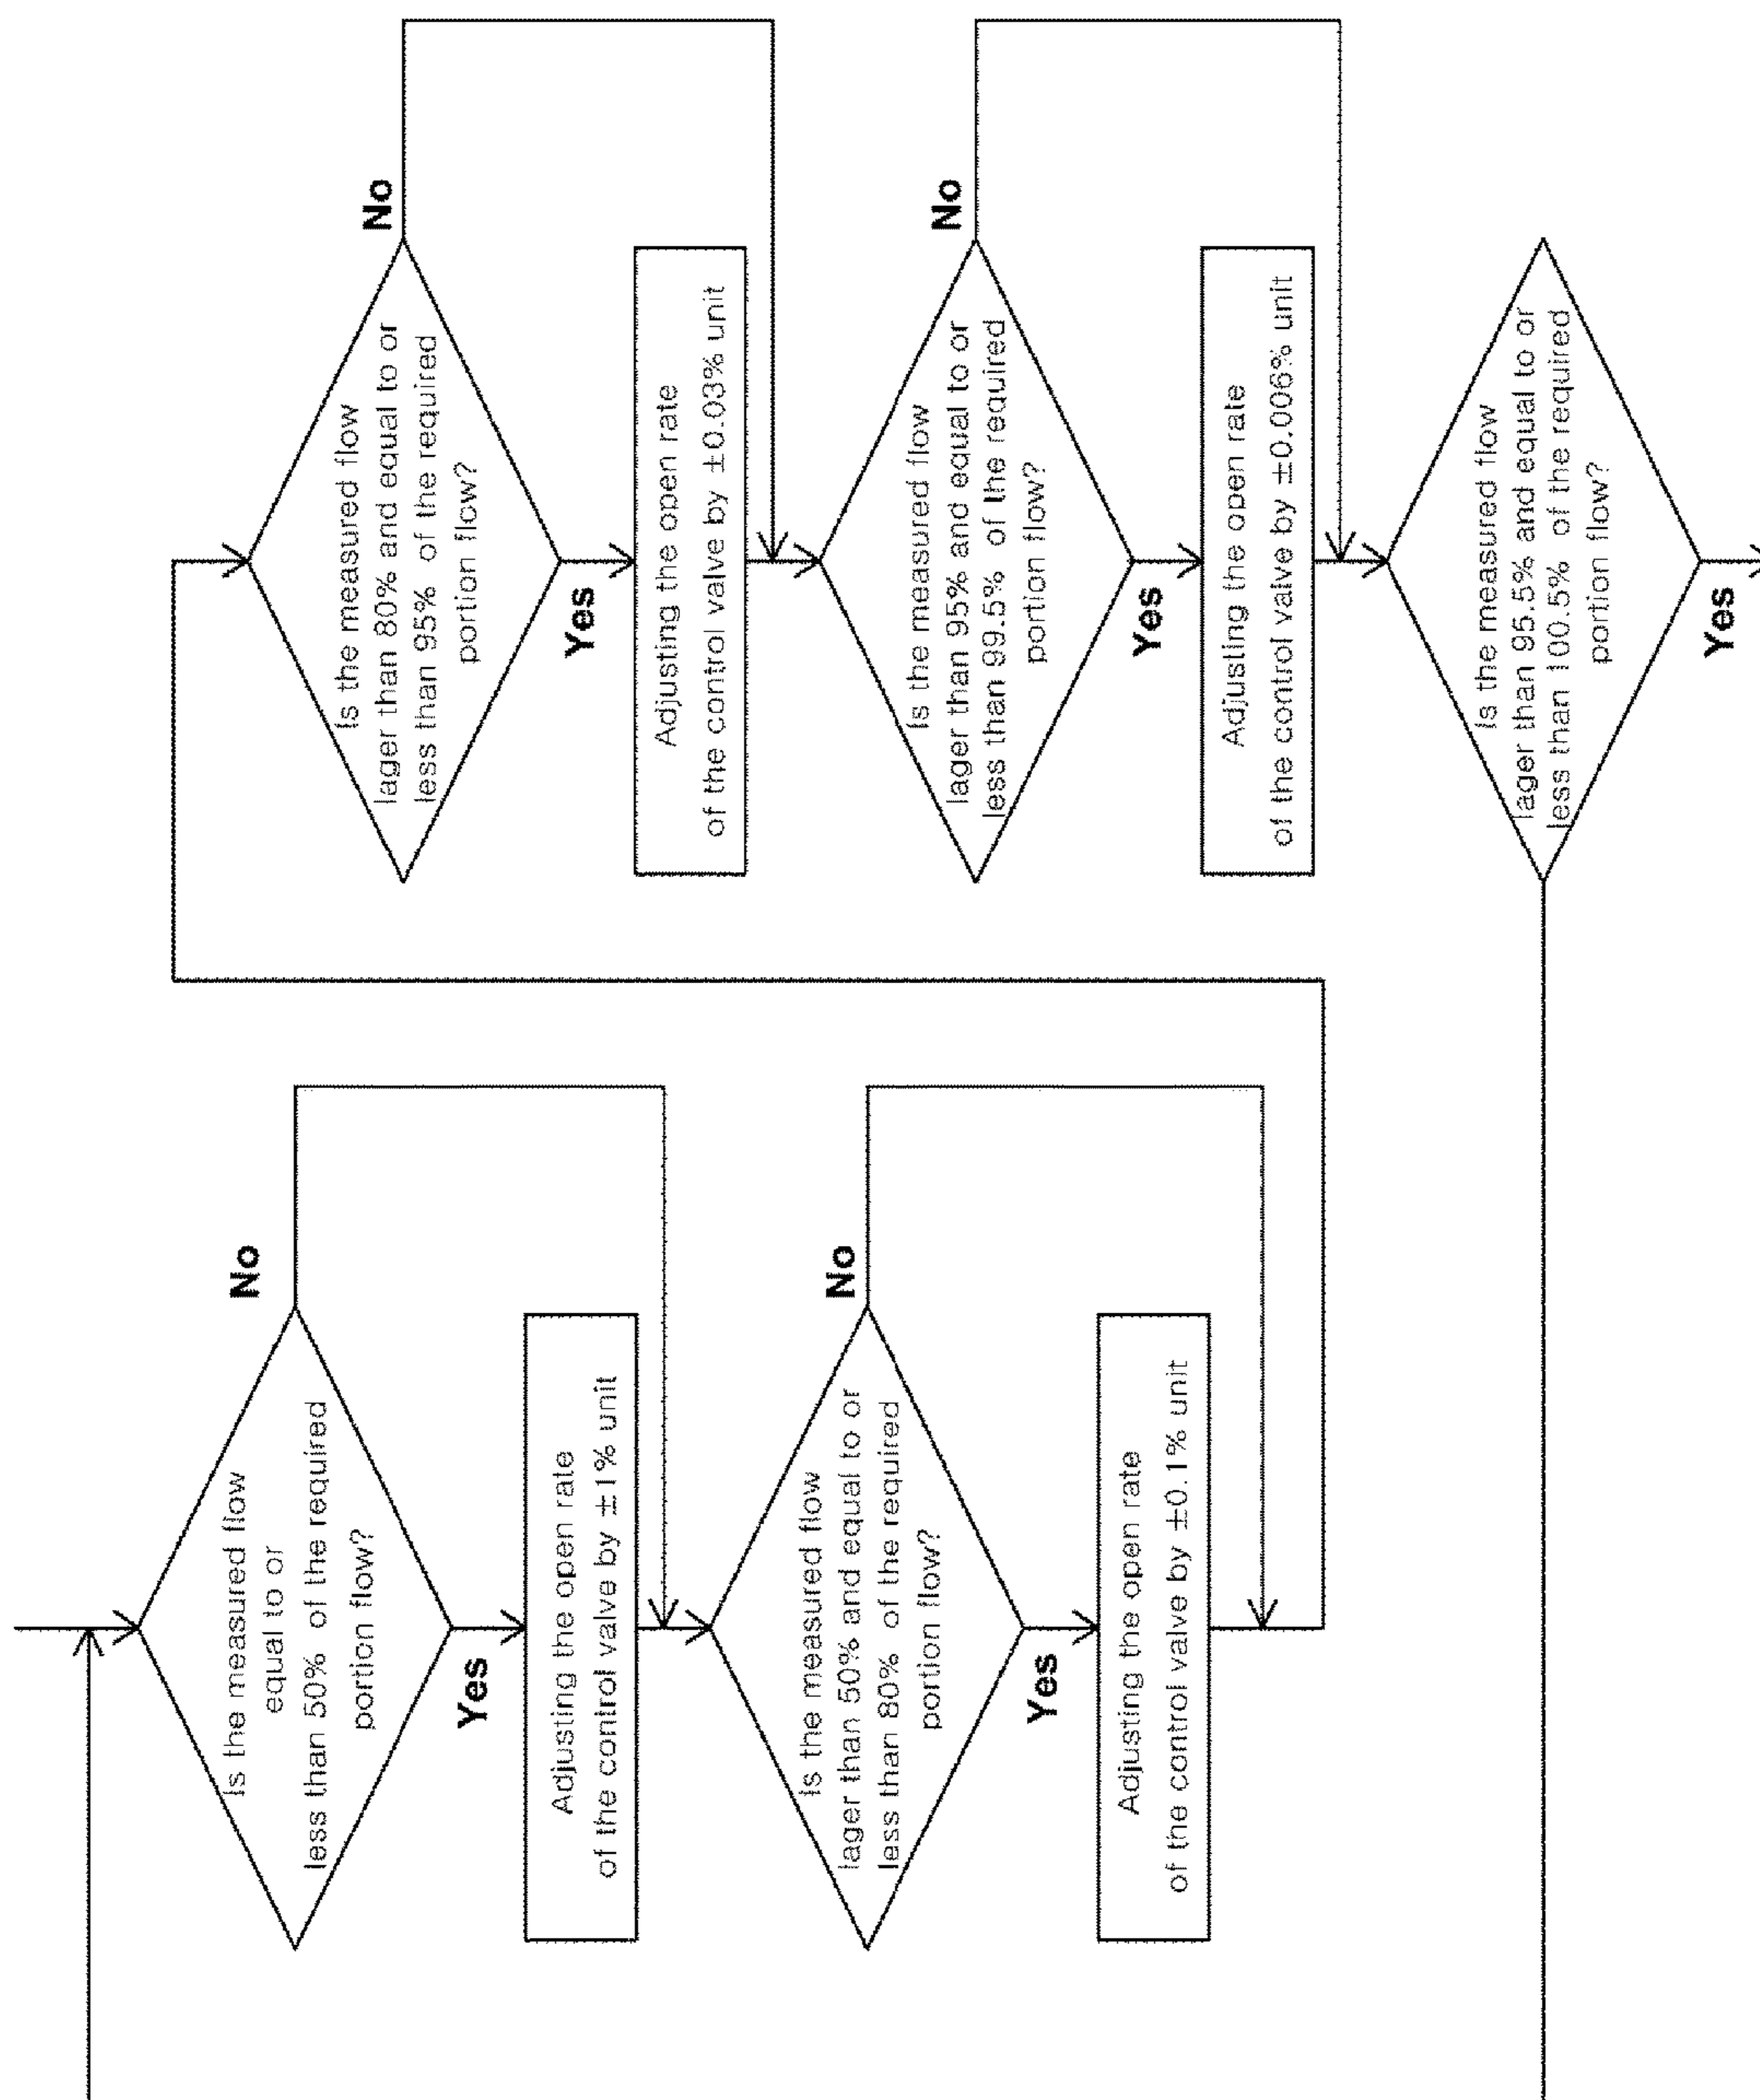 Is the measured flow
equal to or
less than 50% of the required
portion flow?
No
Yes
Adjusting the open rate
of the control valve by ±1% unit
Is the measured flow
lager than 50% and equal to or
less than 80% of the required
portion flow?
No
Yes
Adjusting the open rate
of the control valve by ±0.1% unit
Is the measured flow
lager than 80% and equal to or
less than 95% of the required
portion flow?
No
Yes
Adjusting the open rate
of the control valve by ±0.03% unit
Is the measured flow
lager than 95% and equal to or
less than 99.5% of the required
portion flow?
No
Yes
Adjusting the open rate
of the control valve by ±0.006% unit
Is the measured flow
lager than 95.5% and equal to or
less than 100.5% of the required
portion flow?
Yes